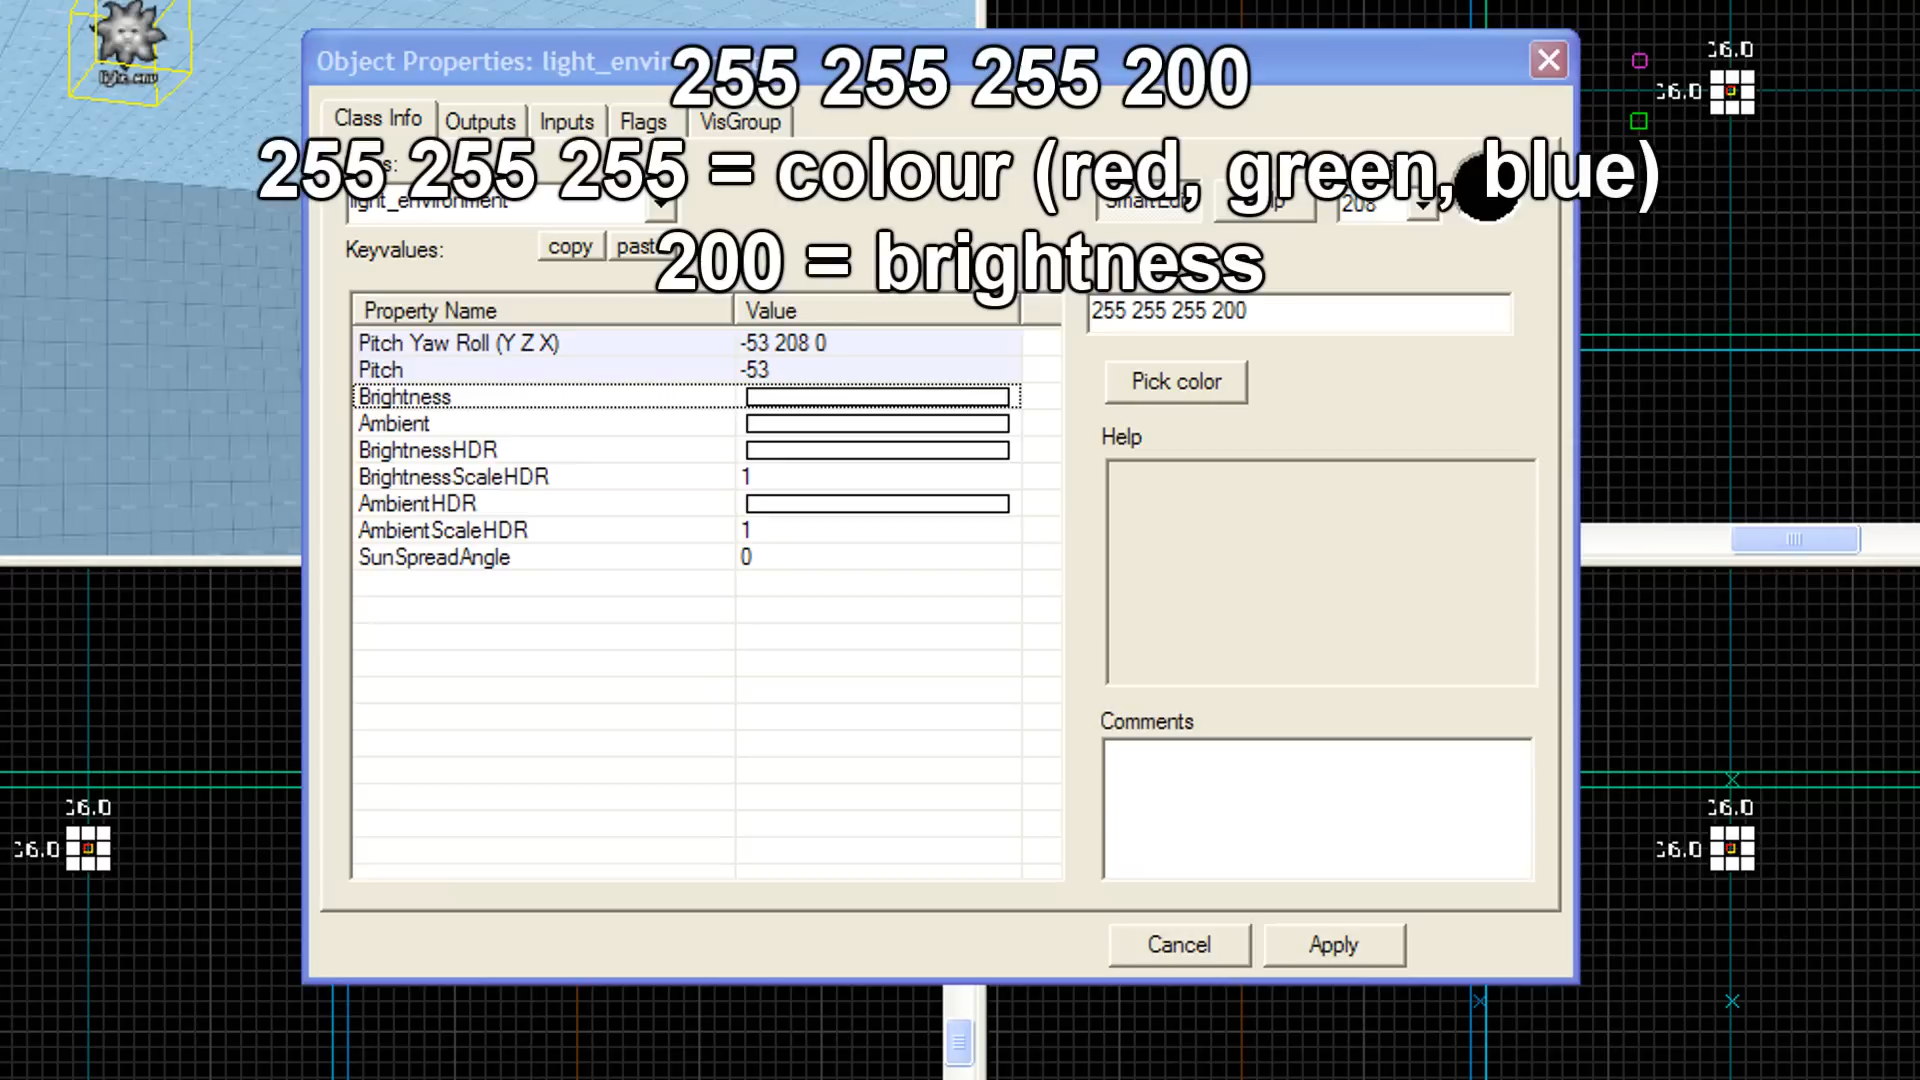 255 255 255 200
255 255 255 = colour (red, green, blue)
200 = brightness
Object Properties:
Class Info Outputs Inputs Flags VisGroup
light_environment 208
Keyvalues: copy
Property Name Value
255 255 255 200
Pitch Yaw Roll (Y Z X) -53 208 0
Pitch -53
Pick color
Brightness
Ambient
Help
BrightnessHDR
BrightnessScaleHDR 1
AmbientHDR
AmbientScaleHDR 1
SunSpreadAngle 0
Comments
Cancel Apply